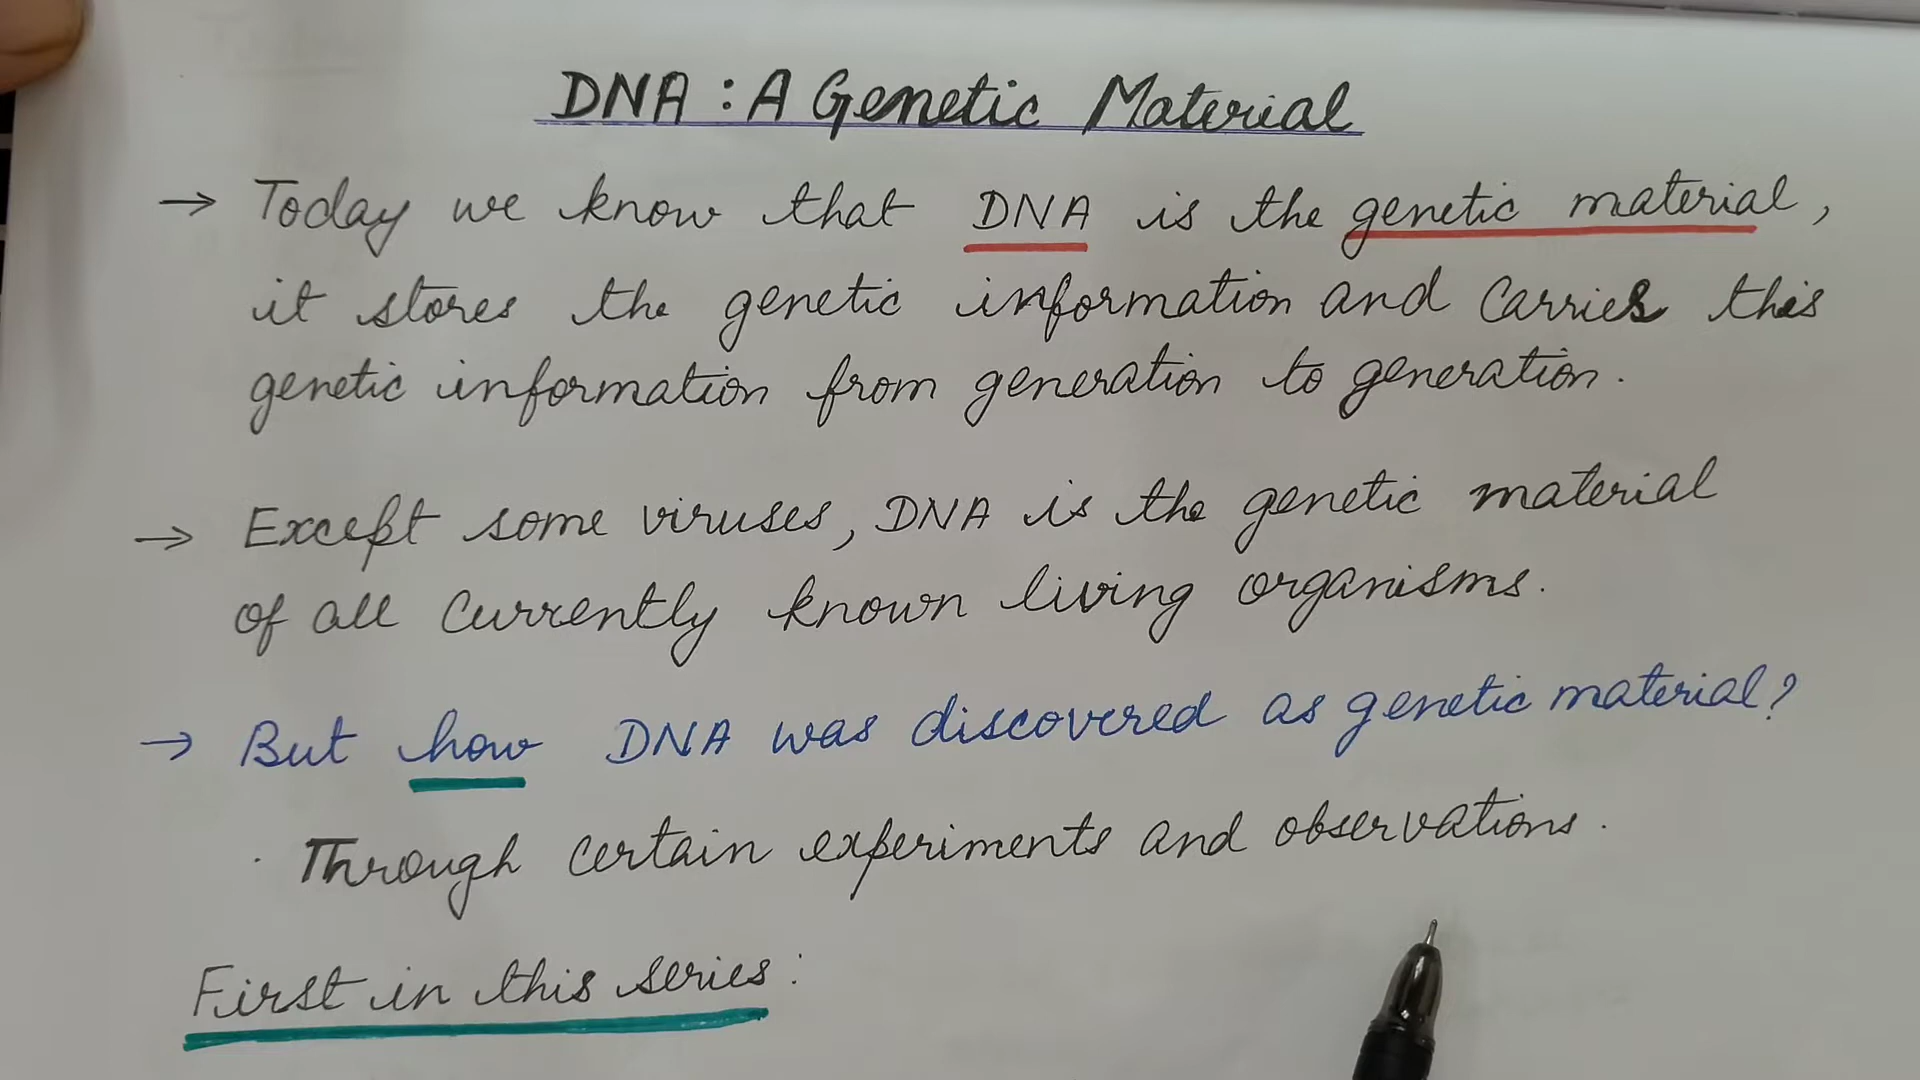 DNA : A Genetic Material
→ Today we know that DNA is the genetic material,
it stores the genetic information and carries this
genetic information from generation to generation.
→ Except some viruses, DNA is the genetic material
of all currently known living organisms.
→ But how DNA was discovered as genetic material?
· Through certain experiments and observations.
First in this series: